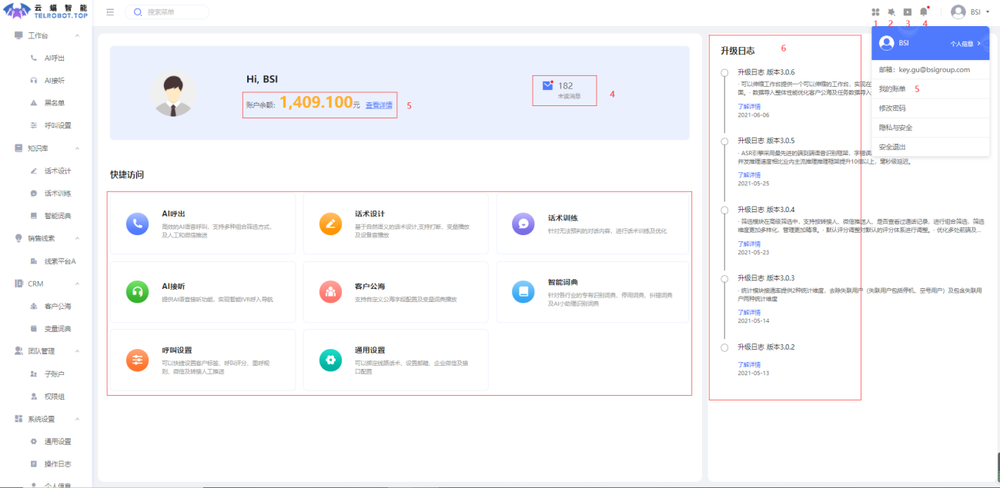 云蝠智能
TELROBOT.TOP
搜索菜单
BSI
1 2 3 4
工作台
AI呼出
AI接听
黑名单
呼叫设置
知识库
话术设计
话术训练
智能词典
销售线索
线索平台A
CRM
客户公海
变量词典
团队管理
子账户
权限组
系统设置
通用设置
操作日志
个人信息
Hi, BSI
账户余额: 1,409.100元 查看详情
5
182
未读消息
4
快捷访问
AI呼出
高效的AI语音呼叫，支持多种组合筛选方式，
及人工和微信推送
话术设计
基于自然语义的话术设计,支持打断、变量播放
及设备音播放
话术训练
针对无法预判的对话内容，进行话术训练及优化
AI接听
提供AI语音接听功能，实现智能IVR呼入导航
客户公海
支持自定义公海字段配置及变量词典播放
智能词典
针对各行业的专有识别词典、停用词典、纠错词典
及AI小助理识别词典
呼叫设置
可以快捷设置客户标签、呼叫评分、重呼规
则、微信及转接人工推送
通用设置
可以绑定线路话术、设置邮箱、企业微信及接
口配置
升级日志
6
升级日志 版本3.0.6
· 可以伸缩工作台提供一个可以伸缩的工作台，实现在
面。· 数据导入整体性能优化客户公海及任务数据导入
了解详情
2021-06-06
升级日志 版本3.0.5
· ASR引擎采用最先进的端到端语音识别框架，字错误
并发推理速度相比业内主流推理推理框架提升10倍以上，毫秒级延迟。
了解详情
2021-05-25
升级日志 版本3.0.4
· 筛选模块在高级筛选中，支持按转接人、微信推送人、是否查看过通话记录，进行组合筛选，筛选
维度更加多样化，管理更加精准。· 默认评分调整对默认的评分体系进行调整。· 优化多处前端及...
了解详情
2021-05-23
升级日志 版本3.0.3
· 统计模块接通率提供2种统计维度，去除失联用户（失联用户包括停机、空号用户）及包含失联用
户两种统计维度
了解详情
2021-05-14
升级日志 版本3.0.2
了解详情
2021-05-13
BSI
个人信息 >
邮箱：key.gu@bsigroup.com
我的账单
5
修改密码
隐私与安全
安全退出